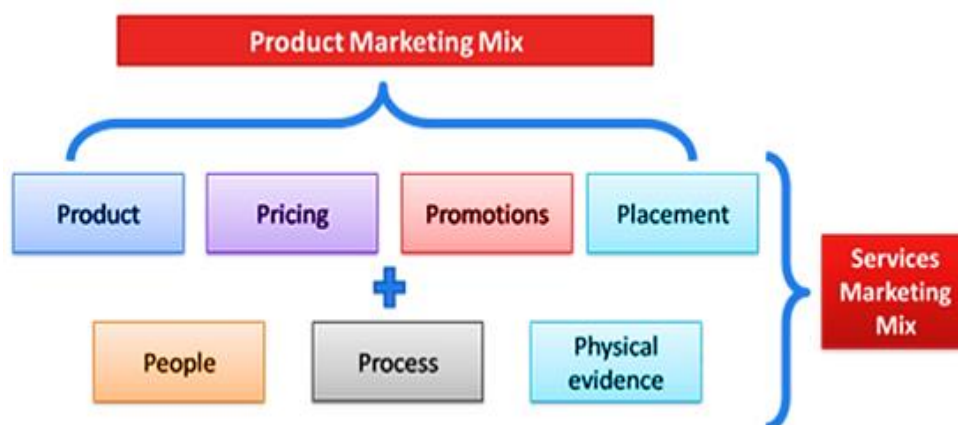 Product Marketing Mix
Product
Pricing
Promotions
Placement
Services
Marketing
Mix
People
Process
Physical
evidence